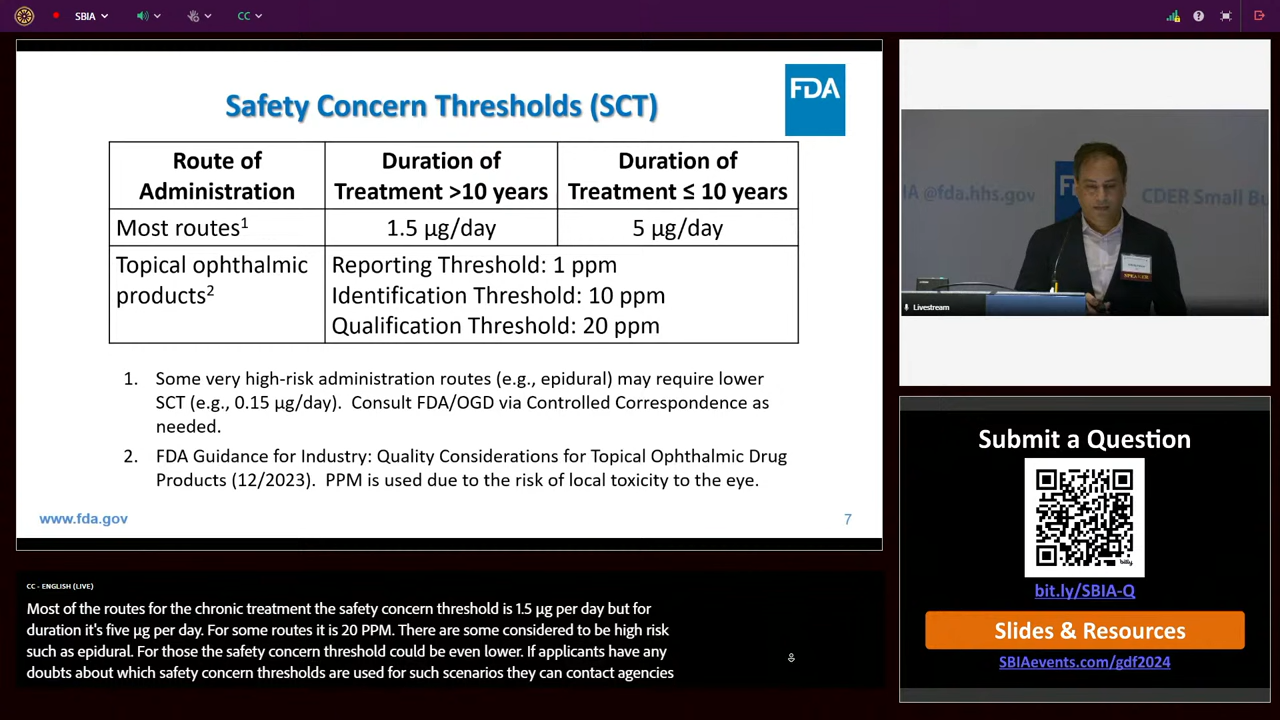 SBIA
CC
Safety Concern Thresholds (SCT)
FDA
Route of Administration
Duration of Treatment >10 years
Duration of Treatment ≤ 10 years
Most routes1
1.5 µg/day
5 µg/day
Topical ophthalmic products2
Reporting Threshold: 1 ppm
Identification Threshold: 10 ppm
Qualification Threshold: 20 ppm
1. Some very high-risk administration routes (e.g., epidural) may require lower
SCT (e.g., 0.15 µg/day). Consult FDA/OGD via Controlled Correspondence as
needed.
2. FDA Guidance for Industry: Quality Considerations for Topical Ophthalmic Drug
Products (12/2023). PPM is used due to the risk of local toxicity to the eye.
www.fda.gov
7
IA @fda.hhs.gov
CDER Small Bu
SPEAKER
Livestream
Submit a Question
bitly
bit.ly/SBIA-Q
Slides & Resources
SBIAevents.com/gdf2024
CC - ENGLISH (LIVE)
Most of the routes for the chronic treatment the safety concern threshold is 1.5 µg per day but for
duration it's five µg per day. For some routes it is 20 PPM. There are some considered to be high risk
such as epidural. For those the safety concern threshold could be even lower. If applicants have any
doubts about which safety concern thresholds are used for such scenarios they can contact agencies